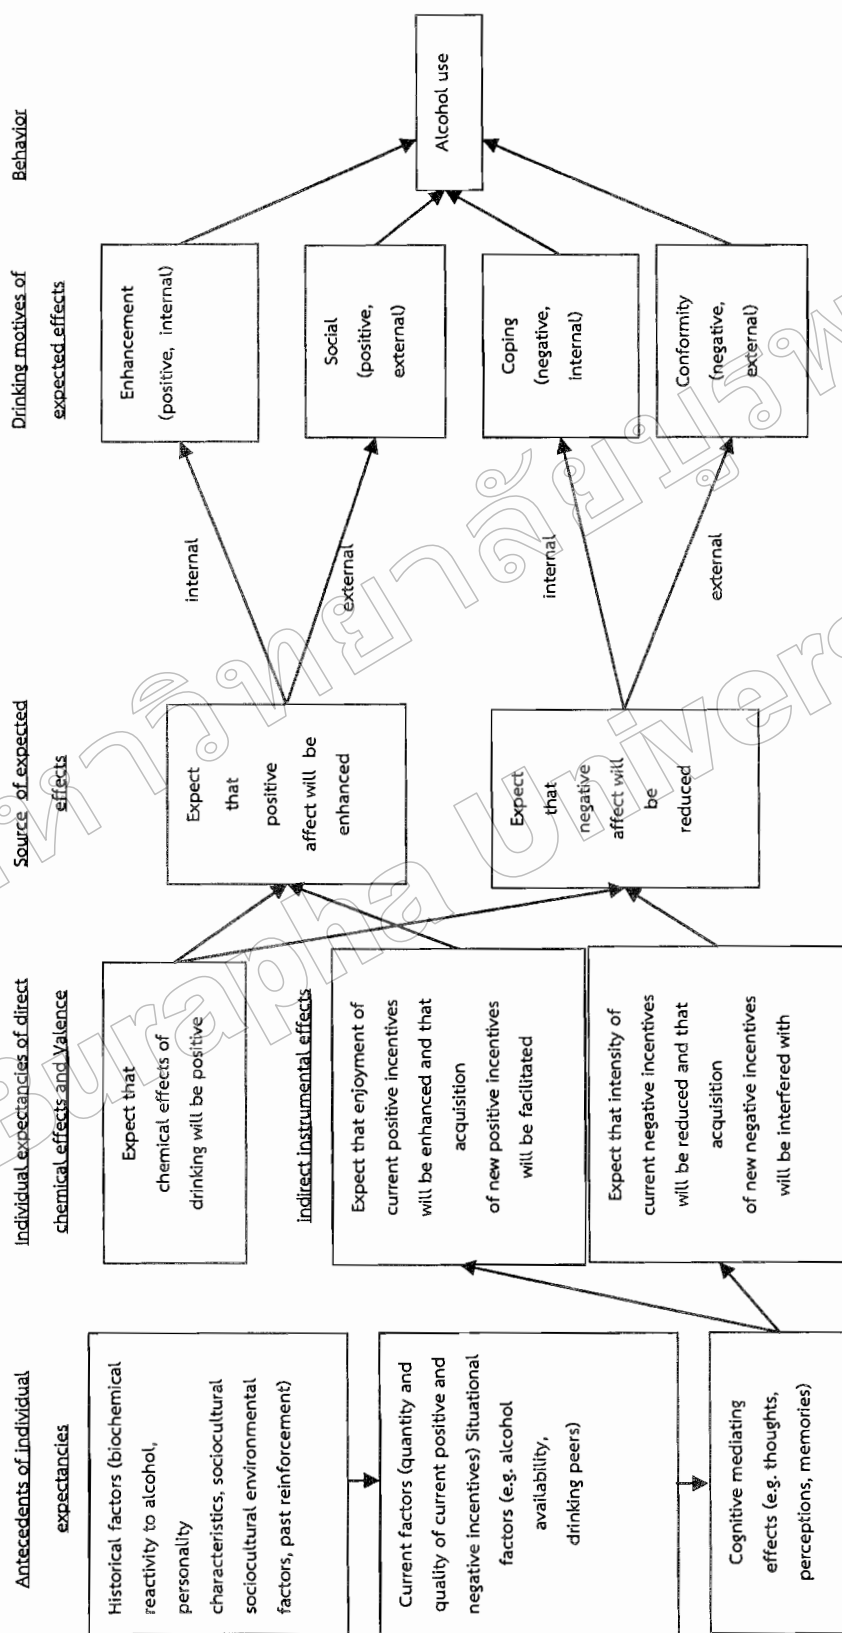 Antecedents of individual
expectancies
Historical factors (biochemical
reactivity to alcohol,
personality
characteristics, sociocultural
sociocultural environmental
factors, past reinforcement)
Current factors (quantity and
quality of current positive and
negative incentives) Situational
factors (e.g. alcohol
availability,
drinking peers)
Cognitive mediating
effects (e.g. thoughts,
perceptions, memories)
Individual expectancies of direct
chemical effects and Valence
Expect that
chemical effects of
drinking will be positive
indirect instrumental effects
Expect that enjoyment of
current positive incentives
will be enhanced and that
acquisition
of new positive incentives
will be facilitated
Expect that intensity of
current negative incentives
will be reduced and that
acquisition
of new negative incentives
will be interfered with
Source of expected
effects
Expect
that
positive
affect will be
enhanced
Expect
that
negative
affect will
be
reduced
internal
external
internal
external
Drinking motives of
expected effects
Enhancement
(positive, internal)
Social
(positive,
external)
Coping
(negative,
internal)
Conformity
(negative,
external)
Behavior
Alcohol use
Burapha Univers